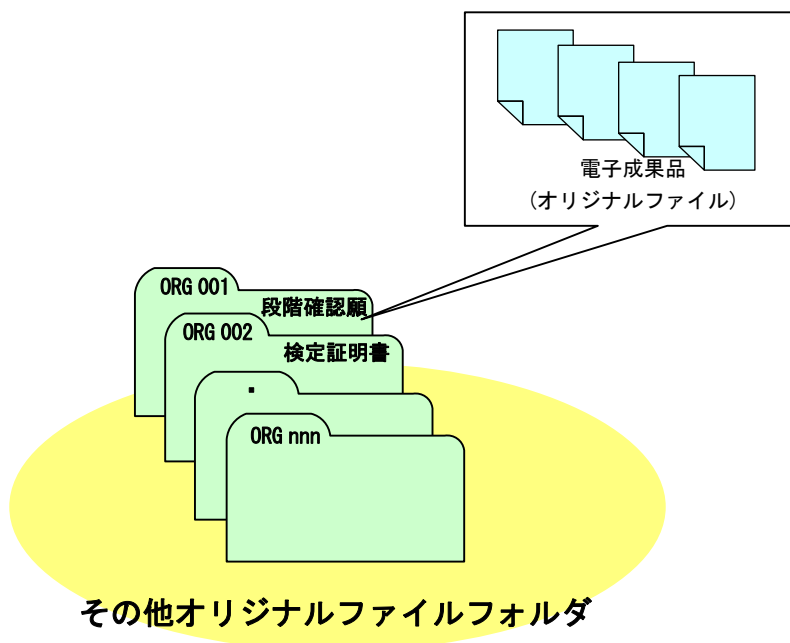 電子成果品
（オリジナルファイル）
ORG 001
段階確認願
ORG 002
検定証明書
.
ORG nnn
その他オリジナルファイルフォルダ